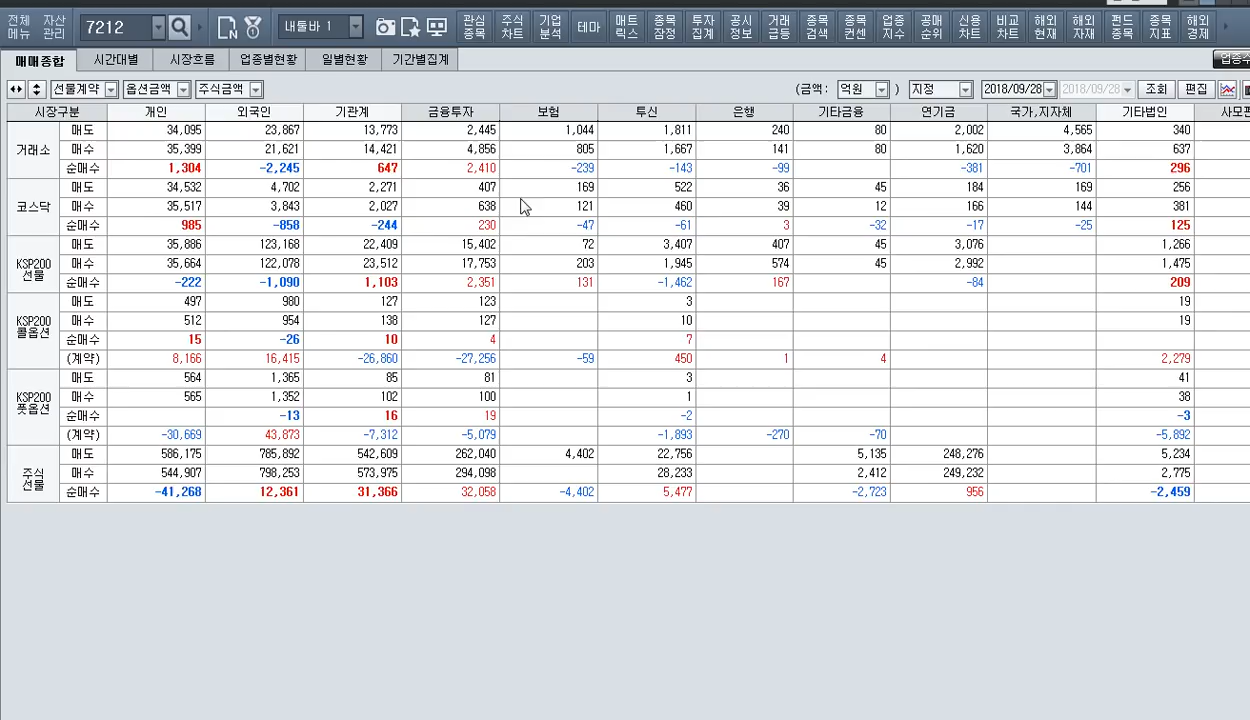 전체 자산 7212 내돌바 1 관심 주식 기업 테마 매트 종목 투자 공시 거래 종목 종목 업종 공매 신용 비교 해외 해외 펀드 종목 해외
메뉴 관리 종목 차트 분석 릭스 잠정 집계 정보 급등 검색 컨센 지수 순위 차트 차트 현재 자재 종목 지표 경제
매매종합 시간대별 시장흐름 업종별현황 일별현황 기간별집계
선물계약 옵션금액 주식금액 (금액: 억원 ) 지정 2018/09/28 2018/09/28 조회 편집
시장구분 개인 외국인 기관계 금융투자 보험 투신 은행 기타금융 연기금 국가,지자체 기타법인
거래소
매도 34,095 23,867 13,773 2,445 1,044 1,811 240 80 2,002 4,565 340
매수 35,399 21,621 14,421 4,856 805 1,667 141 80 1,620 3,864 637
순매수 1,304 -2,245 647 2,410 -239 -143 -99 -381 -701 296
코스닥
매도 34,532 4,702 2,271 407 169 522 36 45 184 169 256
매수 35,517 3,843 2,027 638 121 460 39 12 166 144 381
순매수 985 -858 -244 230 -47 -61 3 -32 -17 -25 125
KSP200
선물
매도 35,886 123,168 22,409 15,402 72 3,407 407 45 3,076 1,266
매수 35,664 122,078 23,512 17,753 203 1,945 574 45 2,992 1,475
순매수 -222 -1,090 1,103 2,351 131 -1,462 167 -84 209
KSP200
콜옵션
매도 497 980 127 123 3 19
매수 512 954 138 127 10 19
순매수 15 -26 10 4 7
(계약) 8,166 16,415 -26,860 -27,256 -59 450 1 4 2,279
KSP200
풋옵션
매도 564 1,365 85 81 3 41
매수 565 1,352 102 100 1 38
순매수 -13 16 19 -2 -3
(계약) -30,669 43,873 -7,312 -5,079 -1,893 -270 -70 -5,892
주식
선물
매도 586,175 785,892 542,609 262,040 4,402 22,756 5,135 248,276 5,234
매수 544,907 798,253 573,975 294,098 28,233 2,412 249,232 2,775
순매수 -41,268 12,361 31,366 32,058 -4,402 5,477 -2,723 956 -2,459